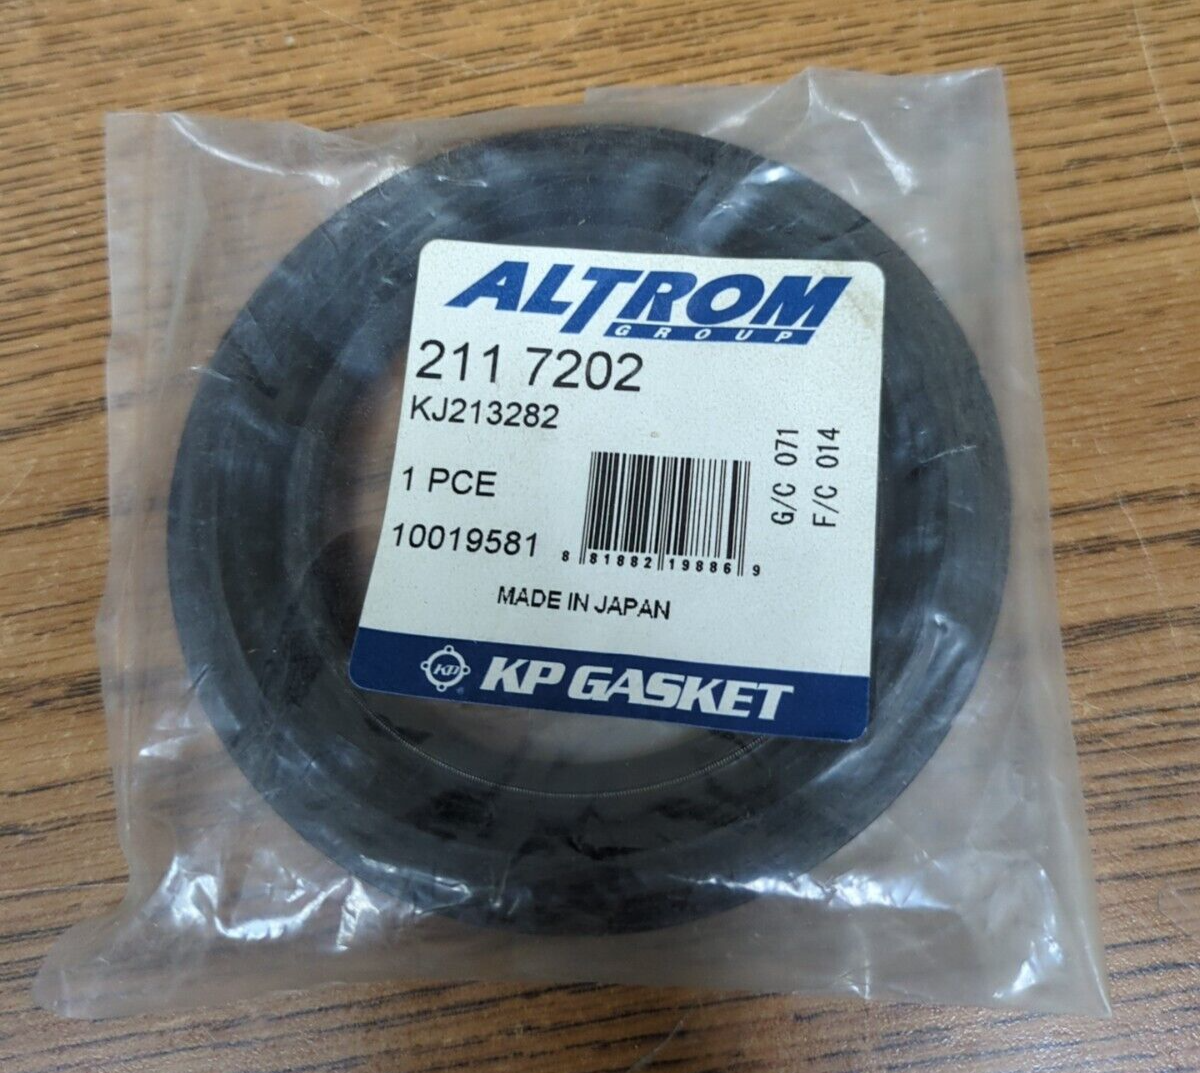 ALTROM
GROUP
211 7202
KJ213282
1 PCE
10019581
8 81882 19886 9
G/C 071
F/C 014
MADE IN JAPAN
KP KP GASKET